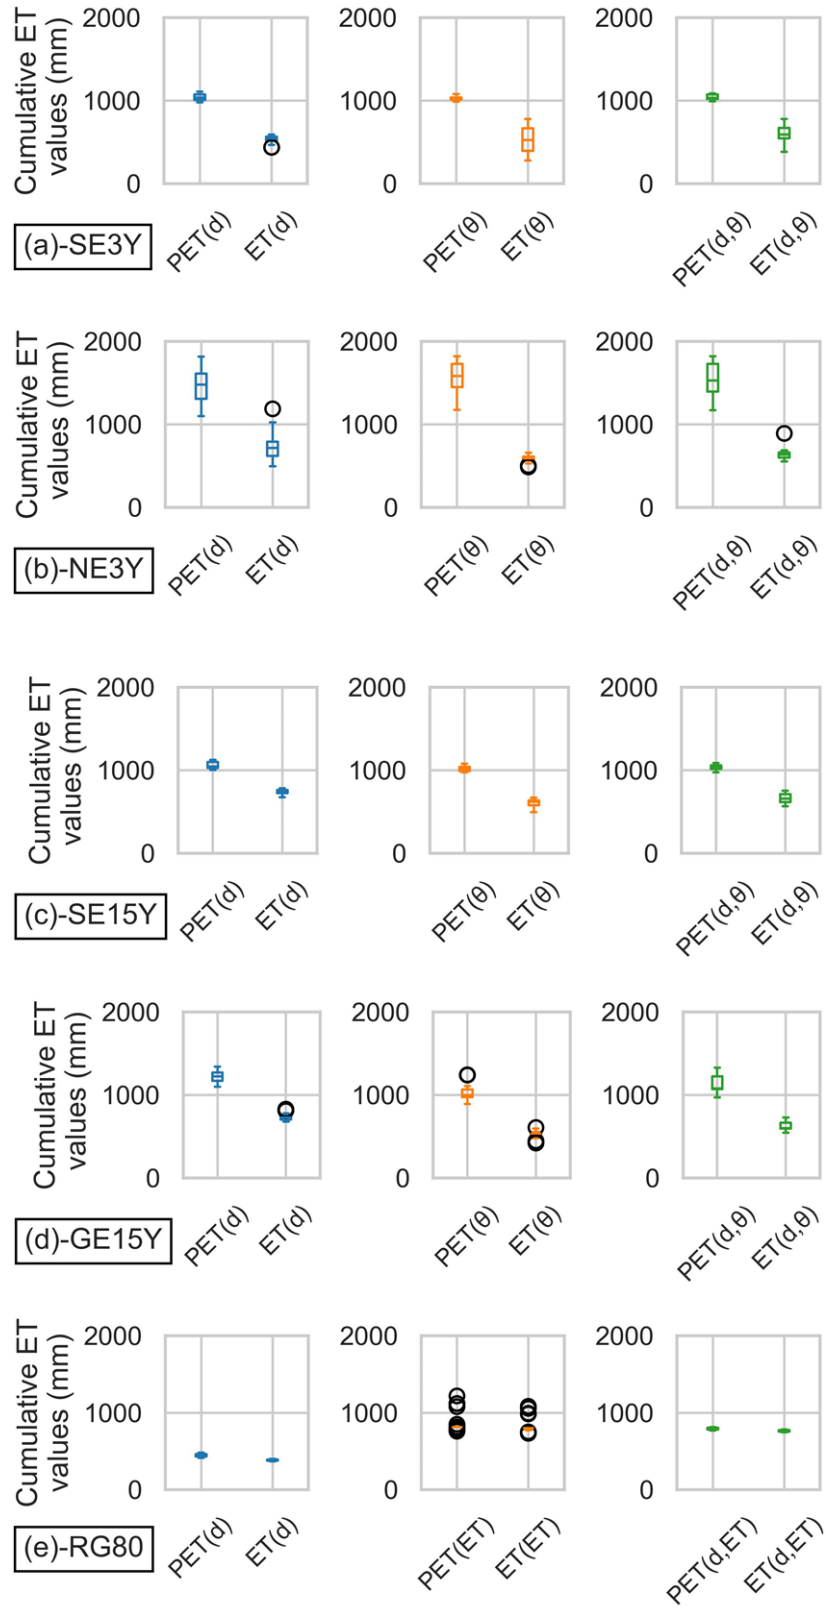 Cumulative ET
values (mm)
2000 2000 2000
1000 1000 1000
0 0 0
PET(d) ET(d) PET(θ) ET(θ) PET(d,θ) ET(d,θ)
(a)-SE3Y
Cumulative ET
values (mm)
2000 2000 2000
1000 1000 1000
0 0 0
PET(d) ET(d) PET(θ) ET(θ) PET(d,θ) ET(d,θ)
(b)-NE3Y
Cumulative ET
values (mm)
2000 2000 2000
1000 1000 1000
0 0 0
PET(d) ET(d) PET(θ) ET(θ) PET(d,θ) ET(d,θ)
(c)-SE15Y
Cumulative ET
values (mm)
2000 2000 2000
1000 1000 1000
0 0 0
PET(d) ET(d) PET(θ) ET(θ) PET(d,θ) ET(d,θ)
(d)-GE15Y
Cumulative ET
values (mm)
2000 2000 2000
1000 1000 1000
0 0 0
PET(d) ET(d) PET(ET) ET(ET) PET(d,ET) ET(d,ET)
(e)-RG80